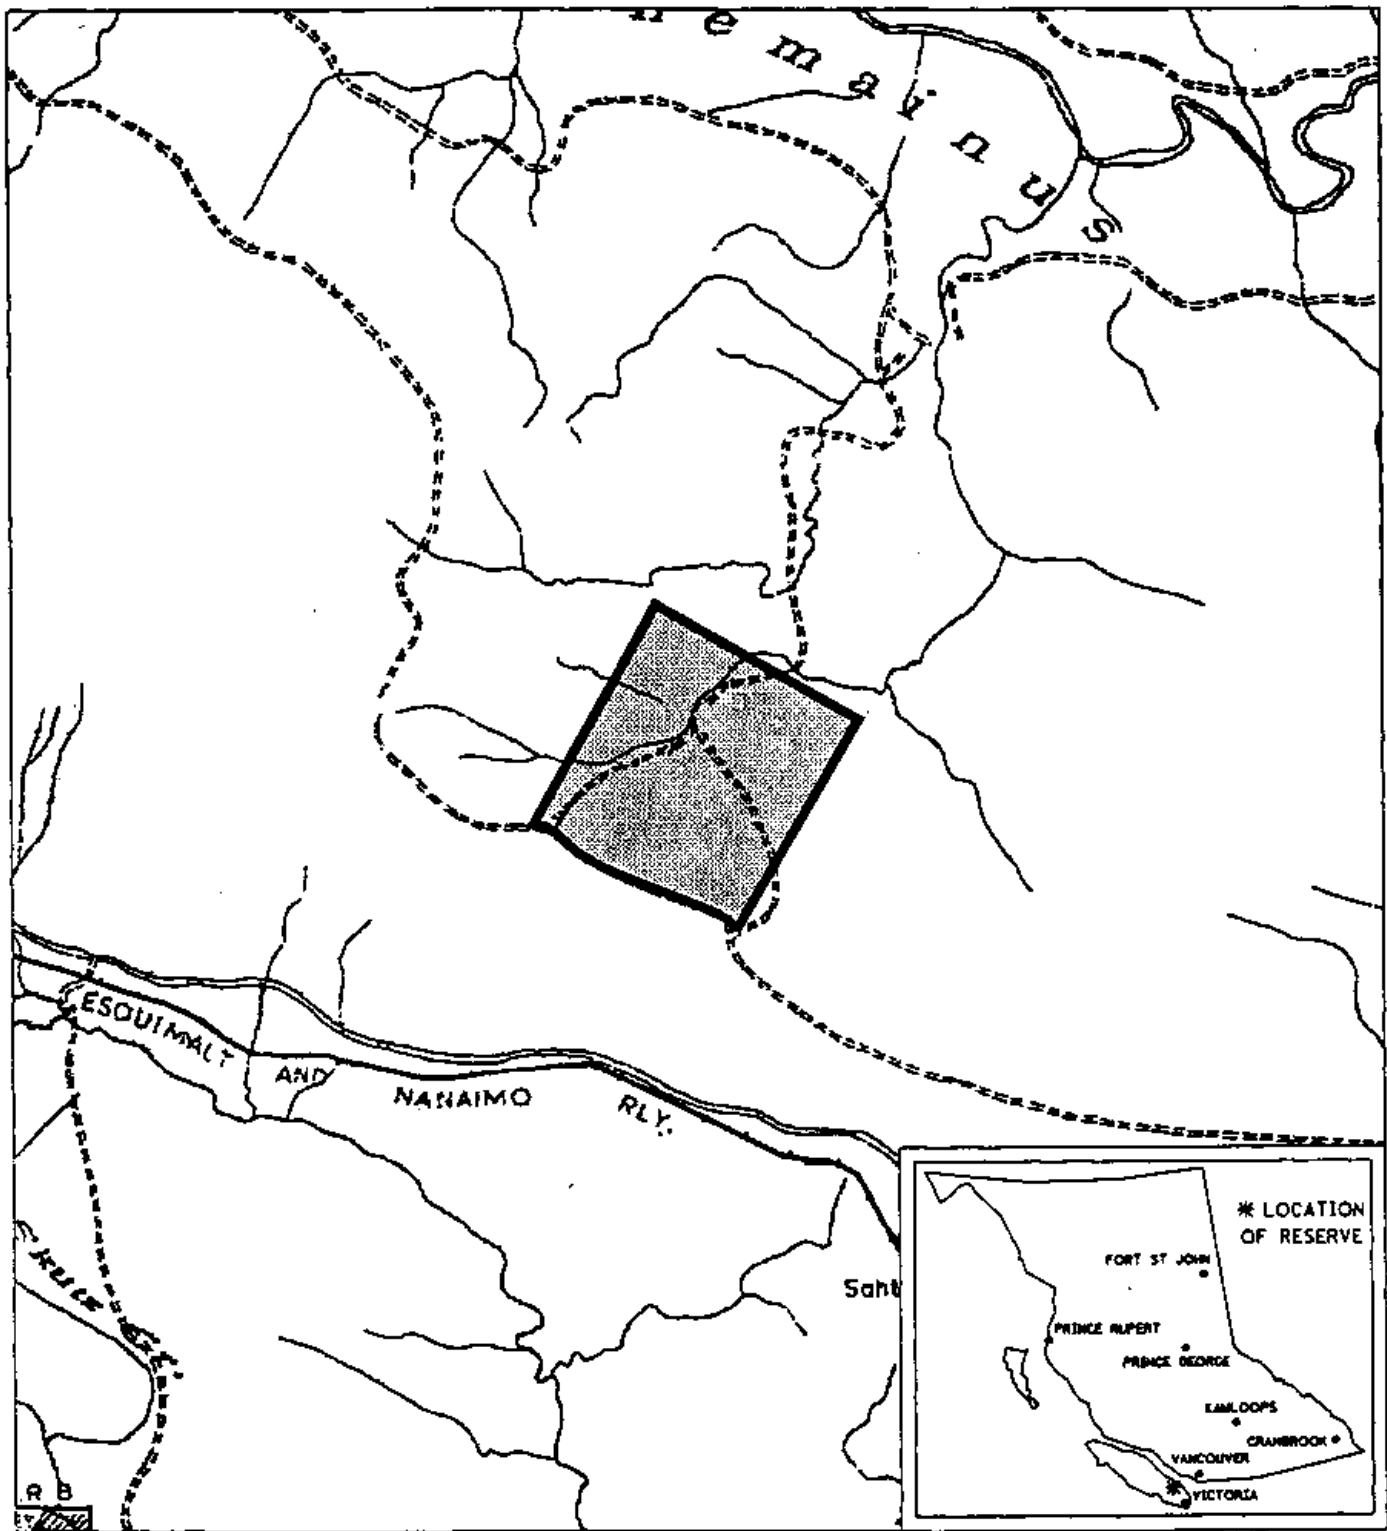 emainus
ESQUIMALT AND NANAIMO RLY.
Saht
R B
* LOCATION
OF RESERVE
FORT ST JOHN
PRINCE RUPERT
PRINCE GEORGE
KAMLOOPS
CRANBROOK
VANCOUVER
VICTORIA